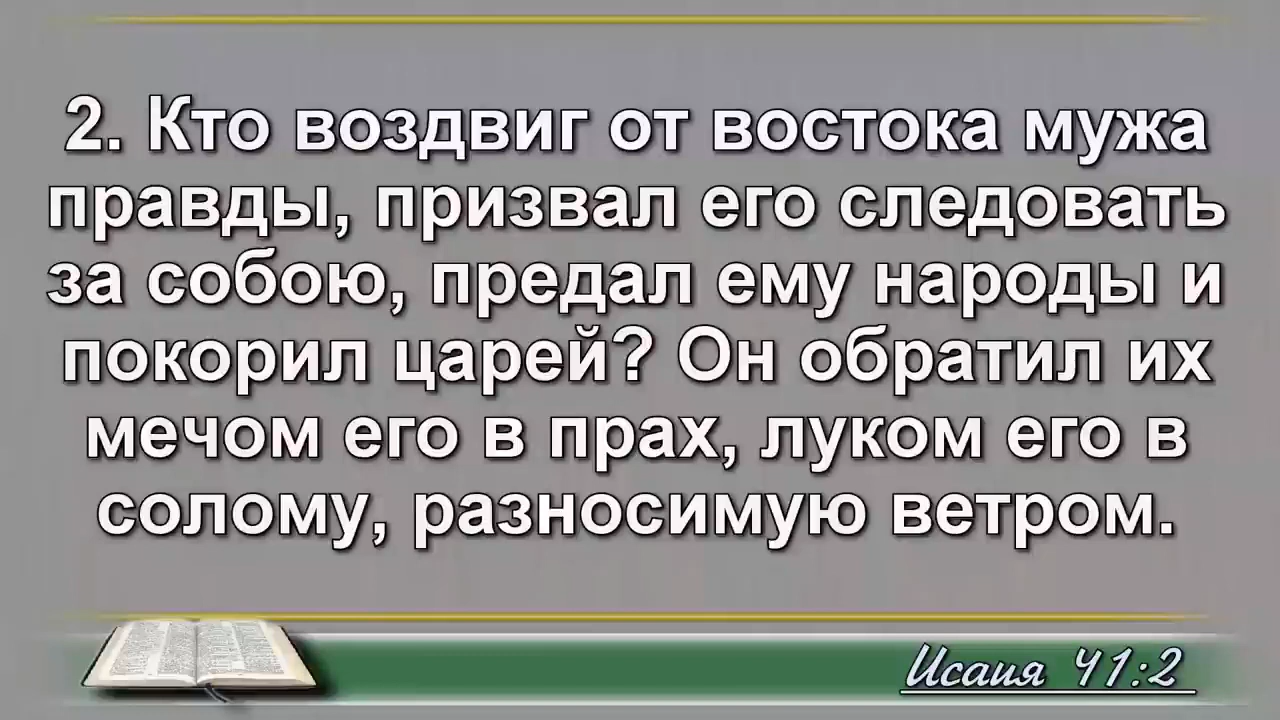 2. Кто воздвиг от востока мужа
правды, призвал его следовать
за собою, предал ему народы и
покорил царей? Он обратил их
мечом его в прах, луком его в
солому, разносимую ветром.
Исаия 41:2